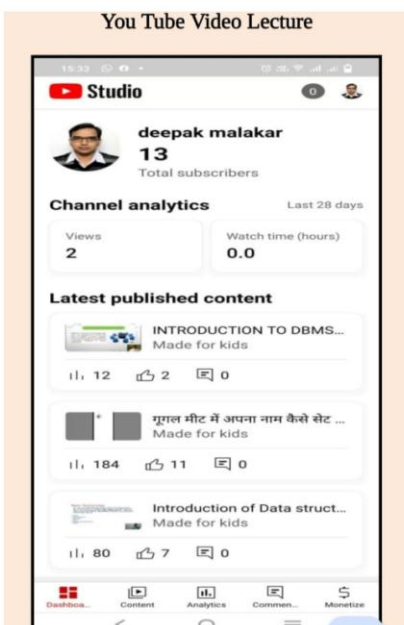 You Tube Video Lecture
15:33
Studio
0
deepak malakar
13
Total subscribers
Channel analytics
Last 28 days
Views
2
Watch time (hours)
0.0
Latest published content
INTRODUCTION TO DBMS...
Made for kids
12 2 0
गूगल मीट में अपना नाम कैसे सेट ...
Made for kids
184 11 0
Introduction of Data struct...
Made for kids
80 7 0
Dashboa... Content Analytics Commen... Monetize